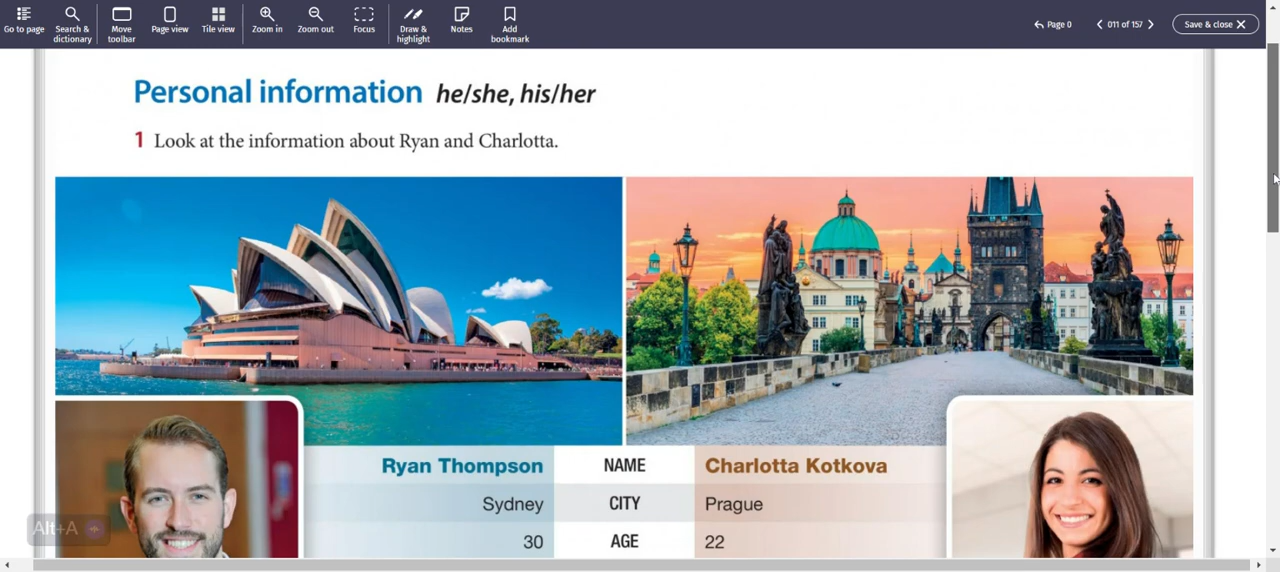 Go to page Search & dictionary Move toolbar Page view Tile view Zoom in Zoom out Focus Draw & highlight Notes Add bookmark Page 0 011 of 157 Save & close
Personal information he/she, his/her
1 Look at the information about Ryan and Charlotta.
Ryan Thompson NAME Charlotta Kotkova
Sydney CITY Prague
Alt+A
30 AGE 22